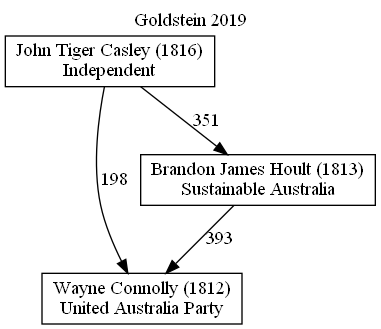 Goldstein 2019
John Tiger Casley (1816)
Independent
351
Brandon James Hoult (1813)
Sustainable Australia
198
393
Wayne Connolly (1812)
United Australia Party